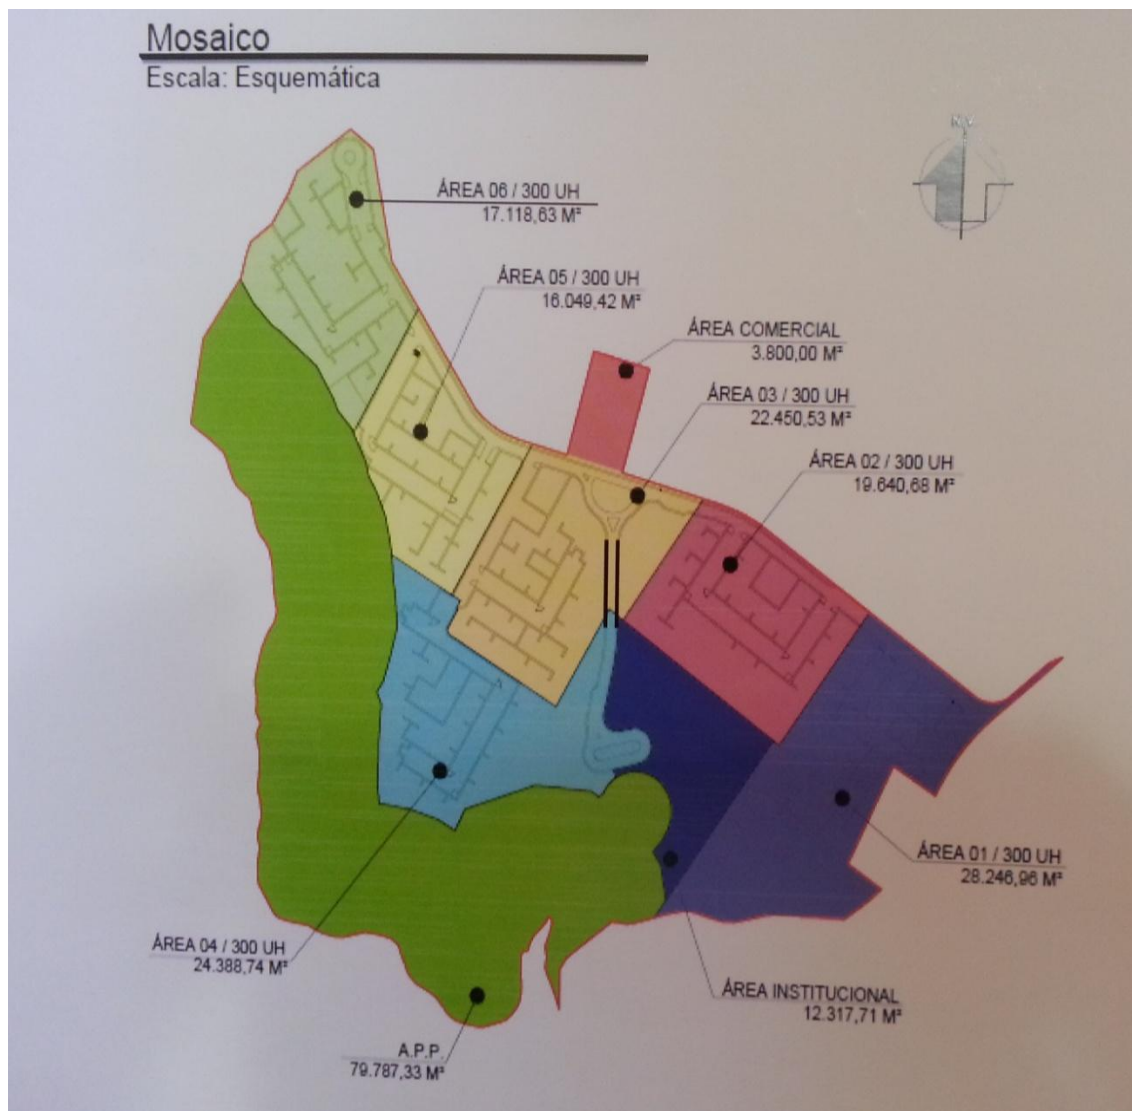 Mosaico
Escala: Esquemática
N.V.
ÁREA 06 / 300 UH
17.118,63 M²
ÁREA 05 / 300 UH
16.049,42 M²
ÁREA COMERCIAL
3.800,00 M²
ÁREA 03 / 300 UH
22.450,53 M²
ÁREA 02 / 300 UH
19.640,68 M²
ÁREA 01 / 300 UH
28.246,96 M²
ÁREA 04 / 300 UH
24.388,74 M²
ÁREA INSTITUCIONAL
12.317,71 M²
A.P.P.
79.787,33 M²